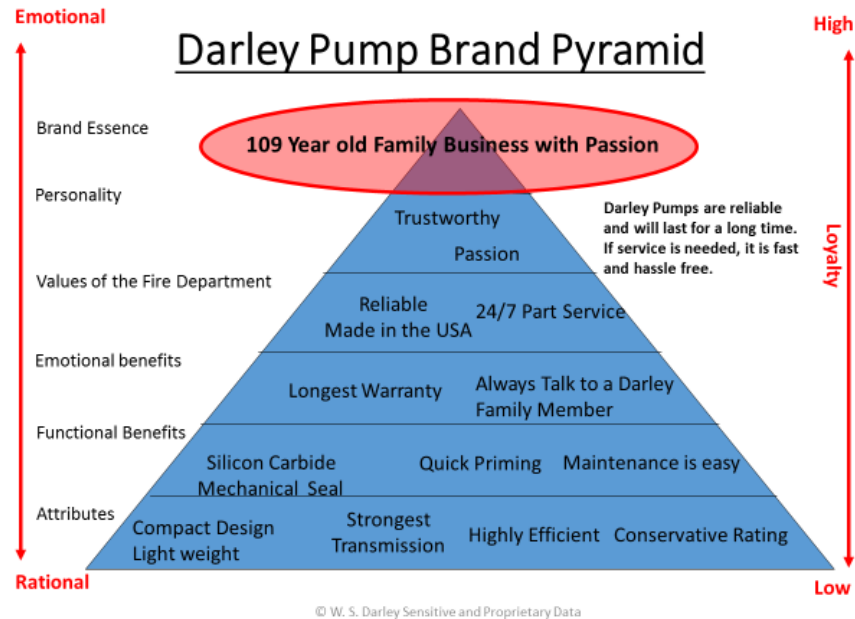 Emotional
High
Darley Pump Brand Pyramid
Brand Essence
109 Year old Family Business with Passion
Personality
Trustworthy
Passion
Darley Pumps are reliable
and will last for a long time.
If service is needed, it is fast
and hassle free.
Loyalty
Values of the Fire Department
Reliable
Made in the USA
24/7 Part Service
Emotional benefits
Longest Warranty
Always Talk to a Darley
Family Member
Functional Benefits
Silicon Carbide
Mechanical Seal
Quick Priming
Maintenance is easy
Attributes
Compact Design
Light weight
Strongest
Transmission
Highly Efficient
Conservative Rating
Rational
Low
© W. S. Darley Sensitive and Proprietary Data